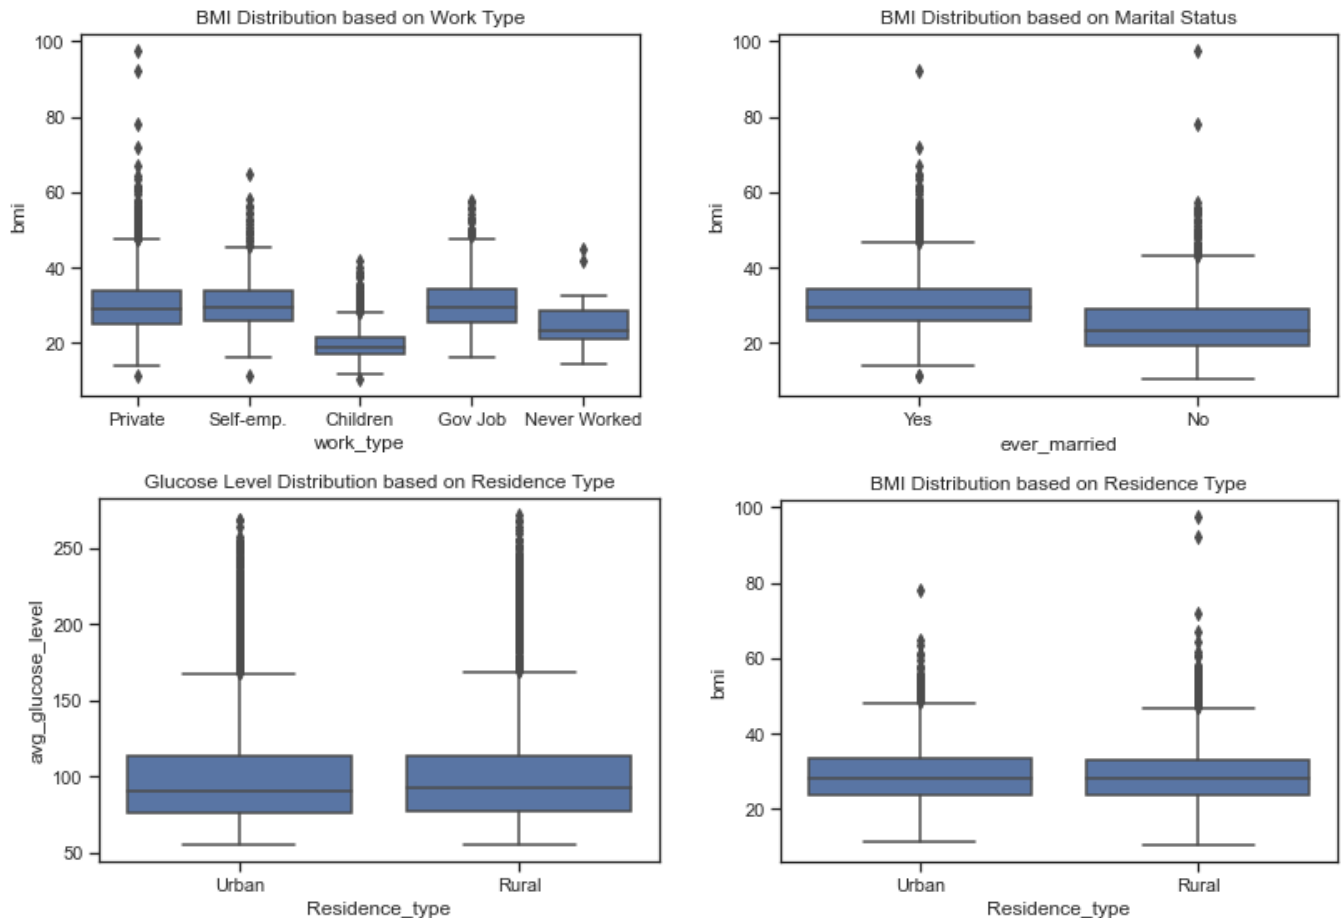 BMI Distribution based on Work Type
100
80
60
40
20
bmi
Private Self-emp. Children Gov Job Never Worked
work_type
BMI Distribution based on Marital Status
100
80
60
40
20
bmi
Yes No
ever_married
Glucose Level Distribution based on Residence Type
250
200
150
100
50
avg_glucose_level
Urban Rural
Residence_type
BMI Distribution based on Residence Type
100
80
60
40
20
bmi
Urban Rural
Residence_type